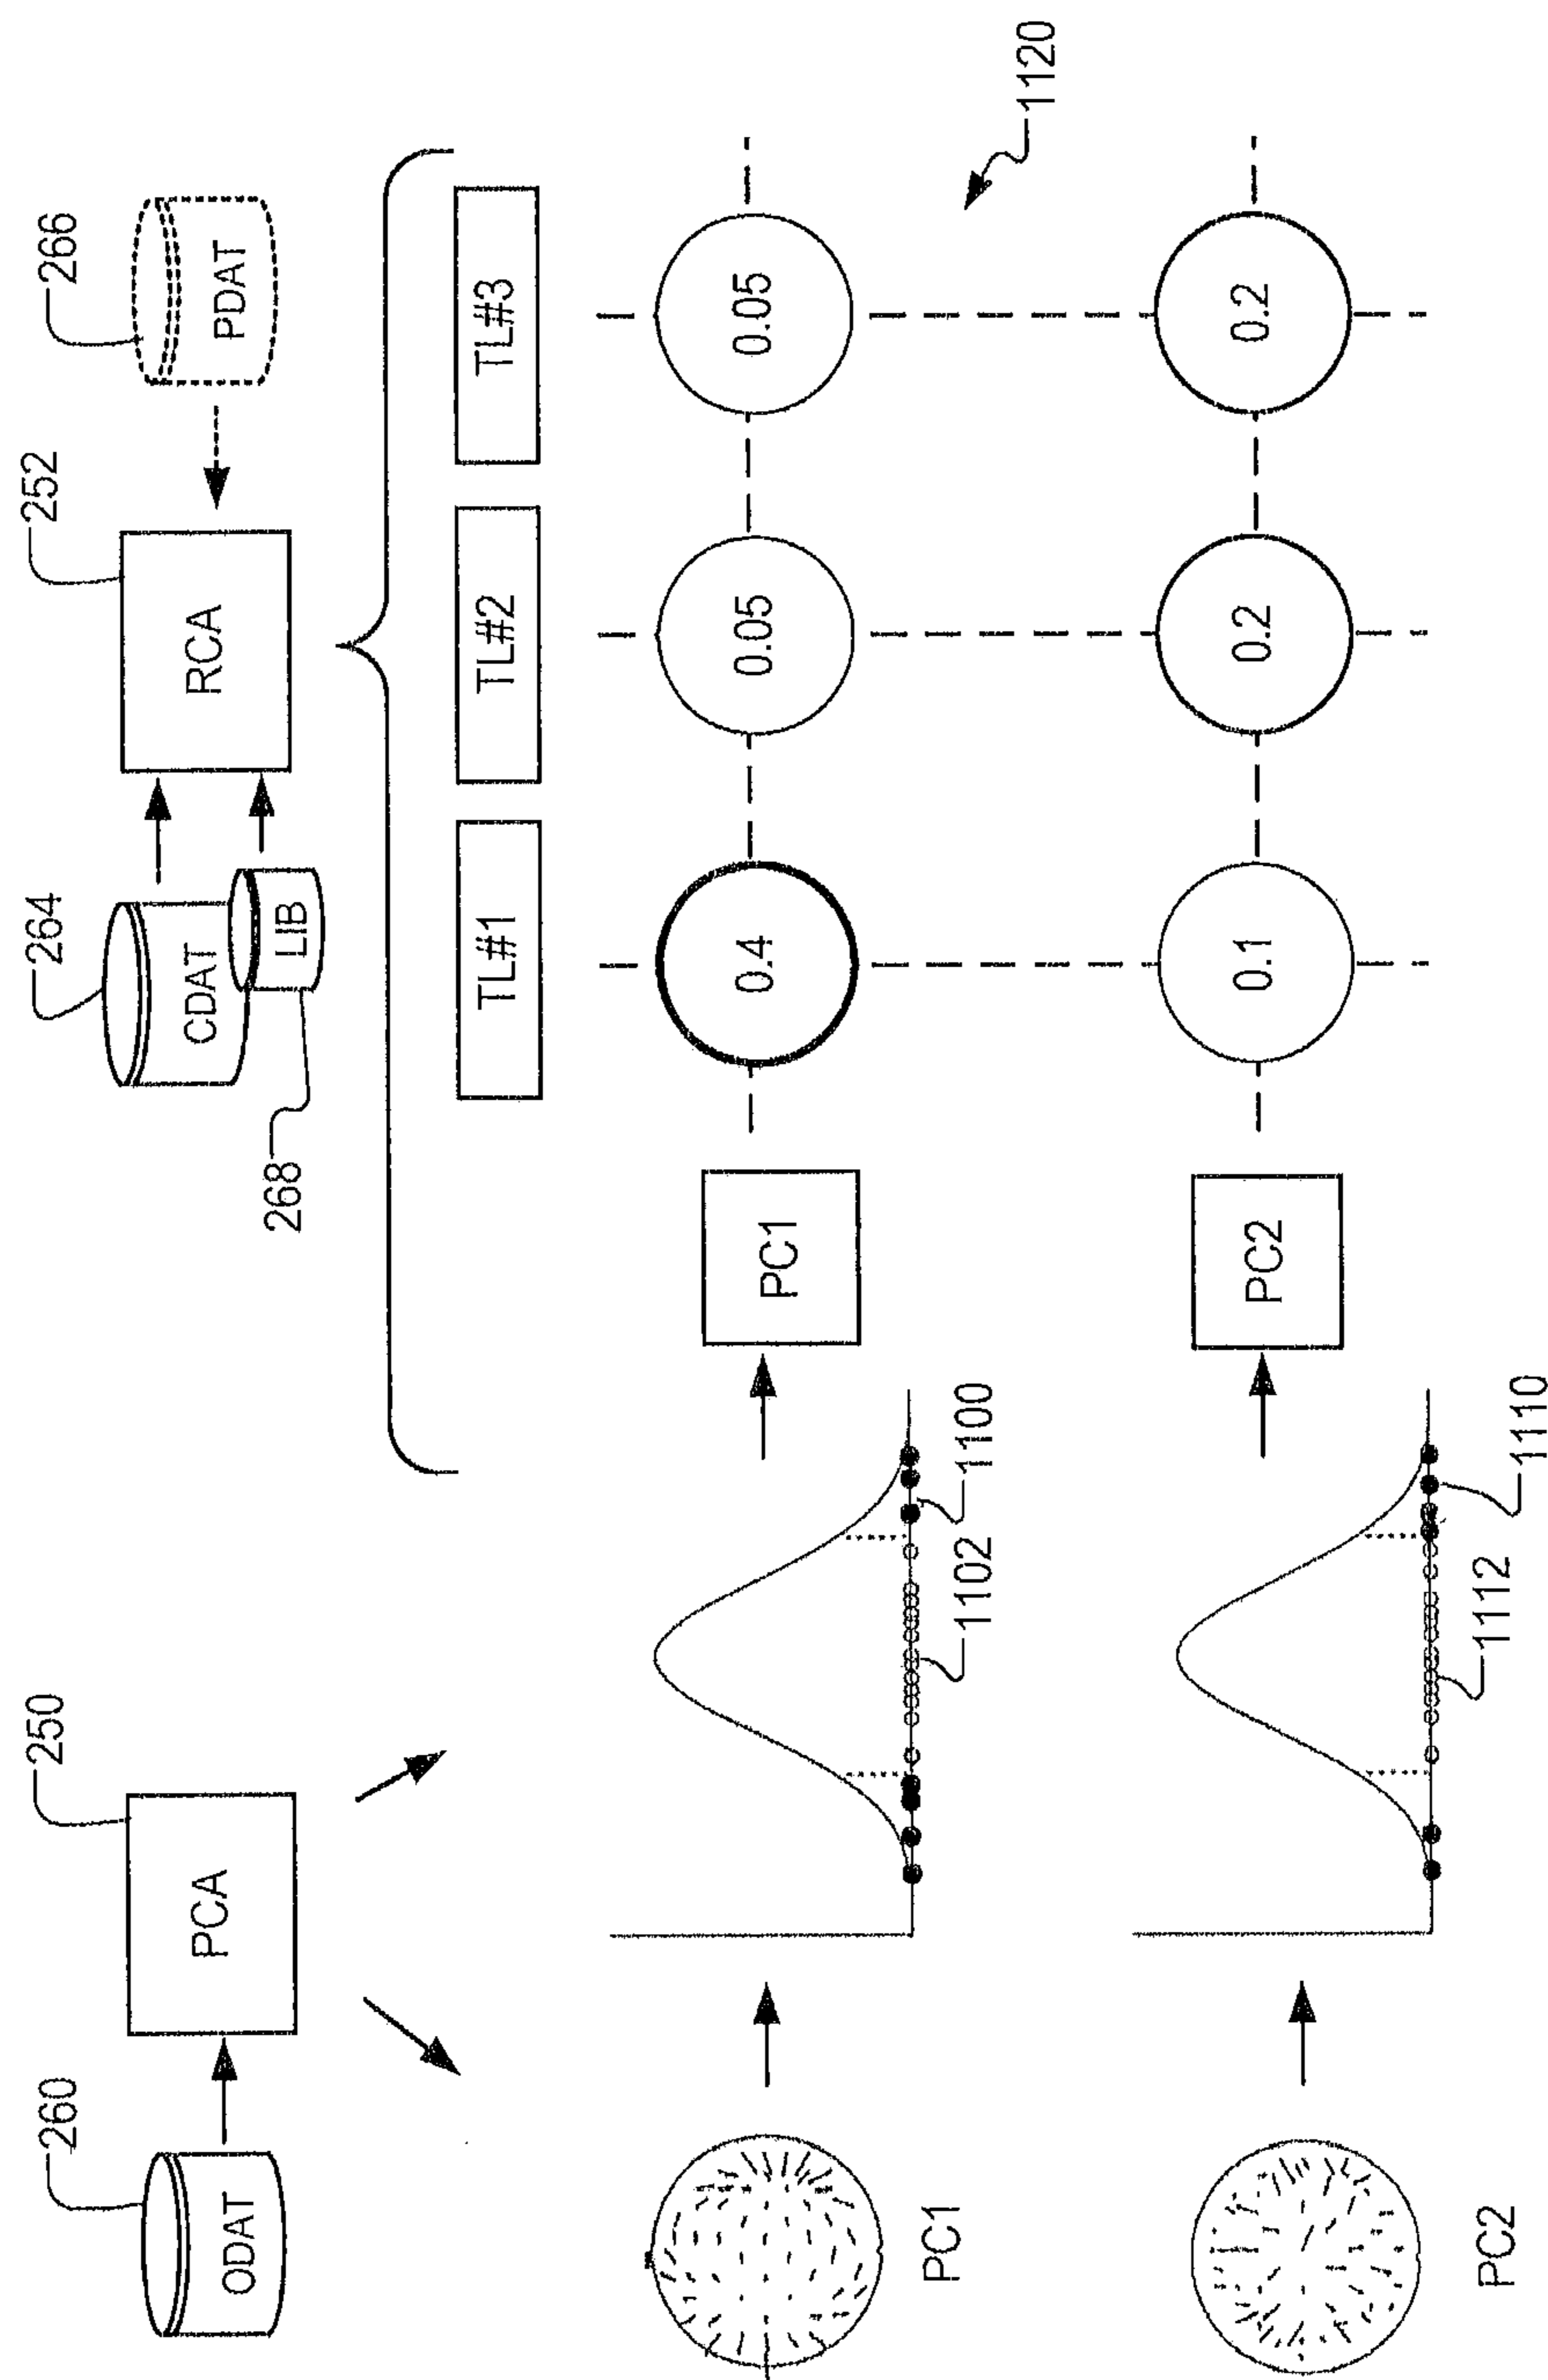 260
ODAT
250
PCA
264
CDAT
LIB
268
252
RCA
266
PDAT
TL#1
TL#2
TL#3
PC1
1102
1100
PC1
0.4
0.05
0.05
1120
PC2
1112
1110
PC2
0.1
0.2
0.2